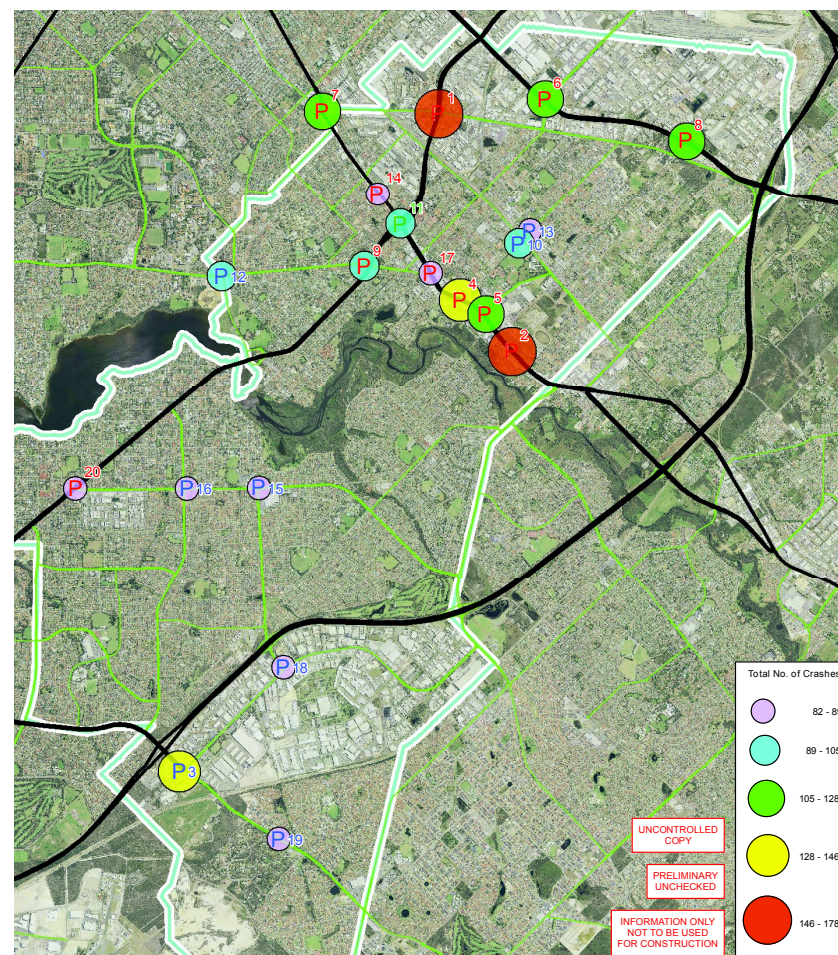 P 6
P 7
P 1
P 8
P 14
P 11
P 13
P 10
P 9
P 17
P 12
P 4
P 5
P 2
P 20
P 16
P 15
P 18
P 3
P 19
Total No. of Crashes
82 - 89
89 - 105
105 - 128
128 - 146
146 - 178
UNCONTROLLED
COPY
PRELIMINARY
UNCHECKED
INFORMATION ONLY
NOT TO BE USED
FOR CONSTRUCTION